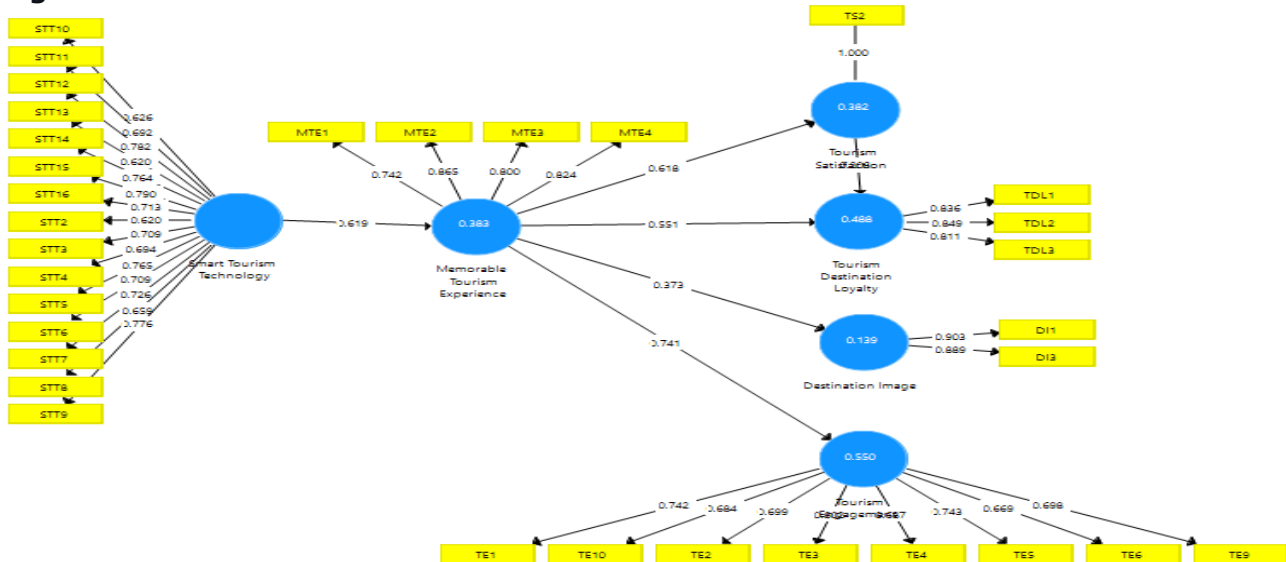 STT10
STT11
STT12
STT13
STT14
STT15
STT16
STT2
STT3
STT4
STT5
STT6
STT7
STT8
STT9
0.626
0.692
0.782
0.620
0.764
0.790
0.713
0.620
0.709
0.694
0.765
0.709
0.726
0.659
0.776
Smart Tourism
Technology
0.619
MTE1
MTE2
MTE3
MTE4
0.742
0.865
0.800
0.824
0.383
Memorable
Tourism
Experience
0.618
0.551
0.373
0.741
TS2
1.000
0.382
Tourism
Satisfaction
0.488
Tourism
Destination
Loyalty
0.836
0.849
0.811
TDL1
TDL2
TDL3
0.139
Destination Image
0.903
0.889
DI1
DI3
0.550
Tourism
Engagement
0.742
0.684
0.699
0.743
0.669
0.698
TE1
TE10
TE2
TE3
TE4
TE5
TE6
TE9